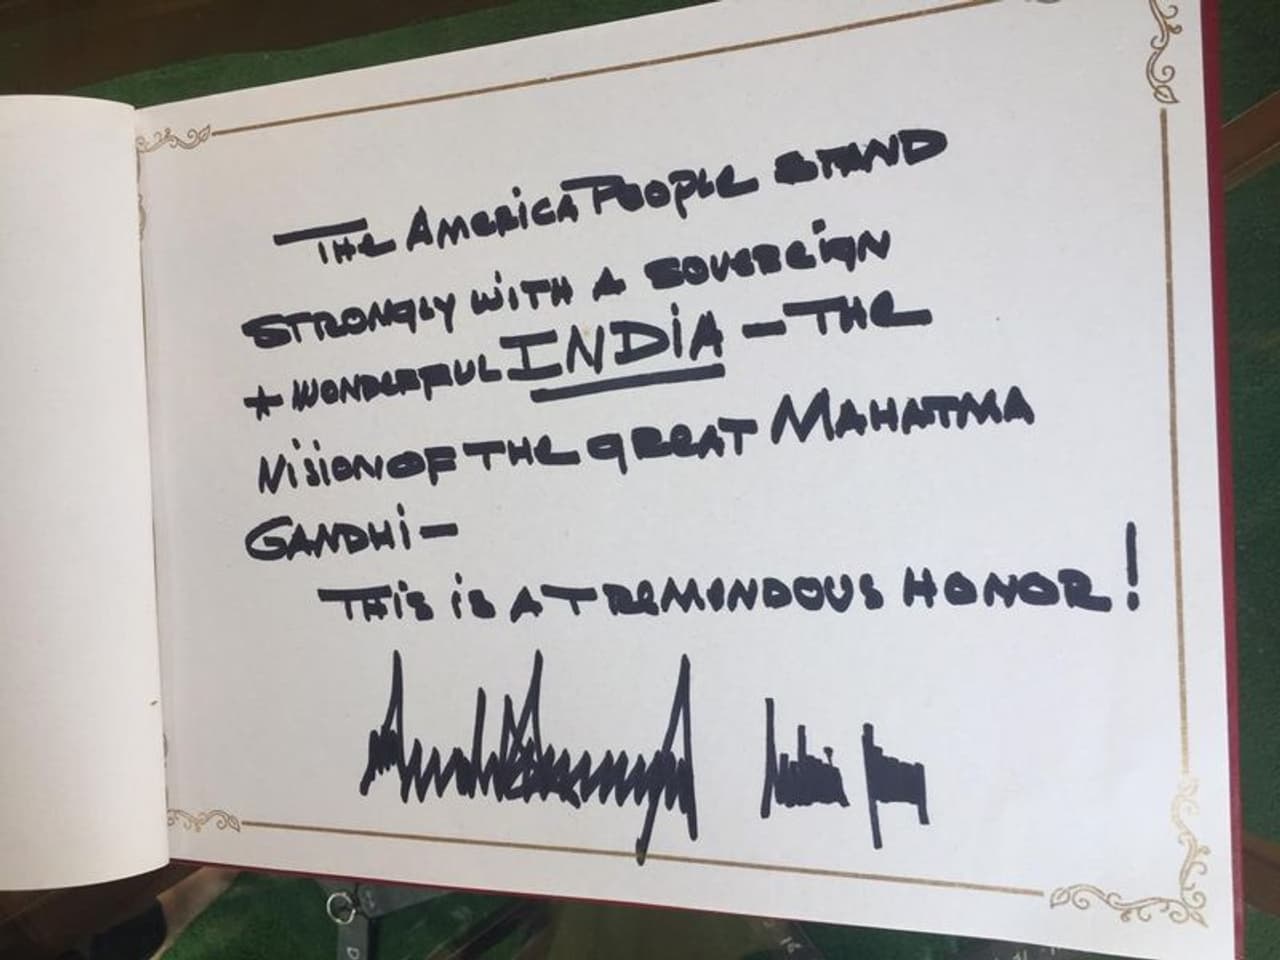 The America People stand
strongly with a sovereign
+ wonderful INDiA – the
Vision of the great Mahatma
Gandhi –
This is a tremendous honor!